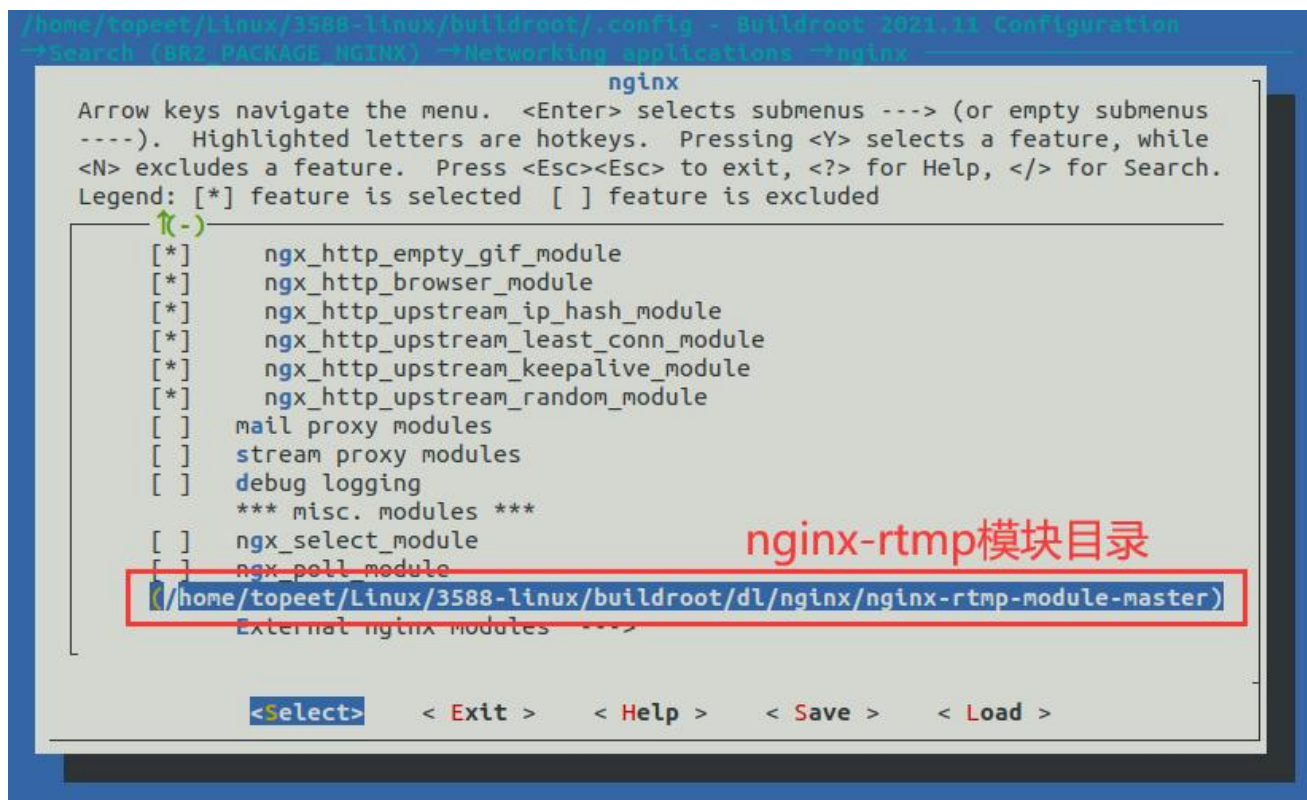 /home/topeet/Linux/3588-linux/buildroot/.config - Buildroot 2021.11 Configuration
→Search (BR2_PACKAGE_NGINX) →Networking applications →nginx
nginx
Arrow keys navigate the menu. <Enter> selects submenus ---> (or empty submenus
----). Highlighted letters are hotkeys. Pressing <Y> selects a feature, while
<N> excludes a feature. Press <Esc><Esc> to exit, <?> for Help, </> for Search.
Legend: [*] feature is selected [ ] feature is excluded
↑(-)
[*] ngx_http_empty_gif_module
[*] ngx_http_browser_module
[*] ngx_http_upstream_ip_hash_module
[*] ngx_http_upstream_least_conn_module
[*] ngx_http_upstream_keepalive_module
[*] ngx_http_upstream_random_module
[ ] mail proxy modules
[ ] stream proxy modules
[ ] debug logging
*** misc. modules ***
[ ] ngx_select_module
nginx-rtmp模块目录
[ ] ngx_poll_module
(/home/topeet/Linux/3588-linux/buildroot/dl/nginx/nginx-rtmp-module-master)
External nginx modules --->
<Select> < Exit > < Help > < Save > < Load >